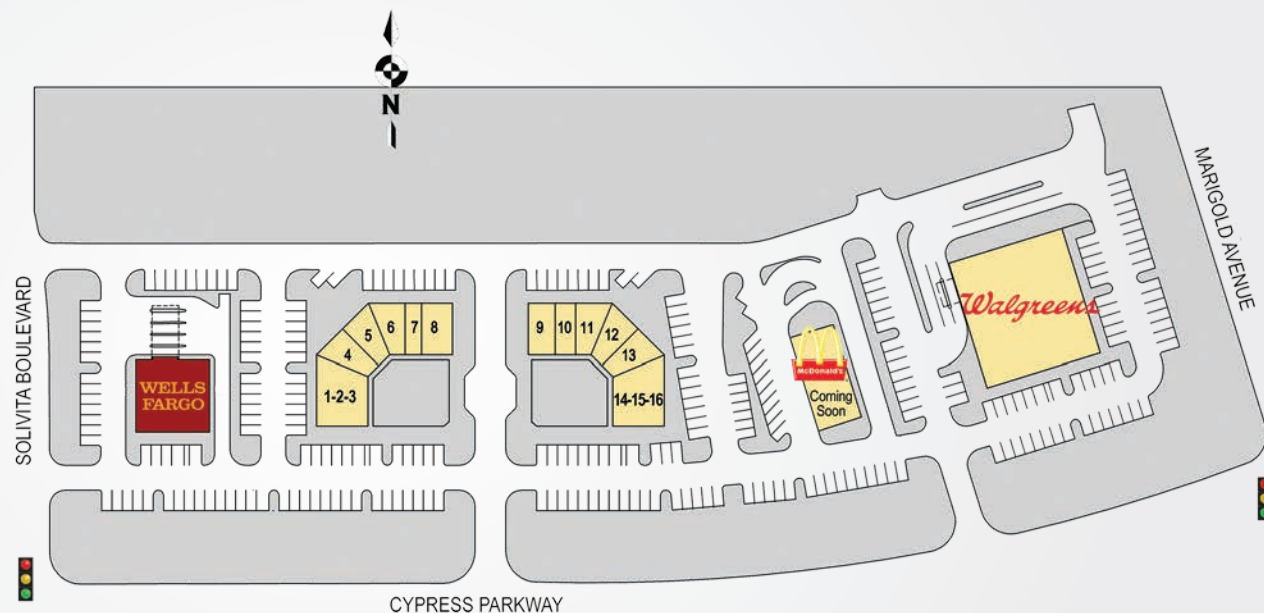 N
SOLIVITA BOULEVARD
MARIGOLD AVENUE
CYPRESS PARKWAY
WELLS
FARGO
1-2-3
4
5
6
7
8
9
10
11
12
13
14-15-16
McDonald's
Coming
Soon
Walgreens